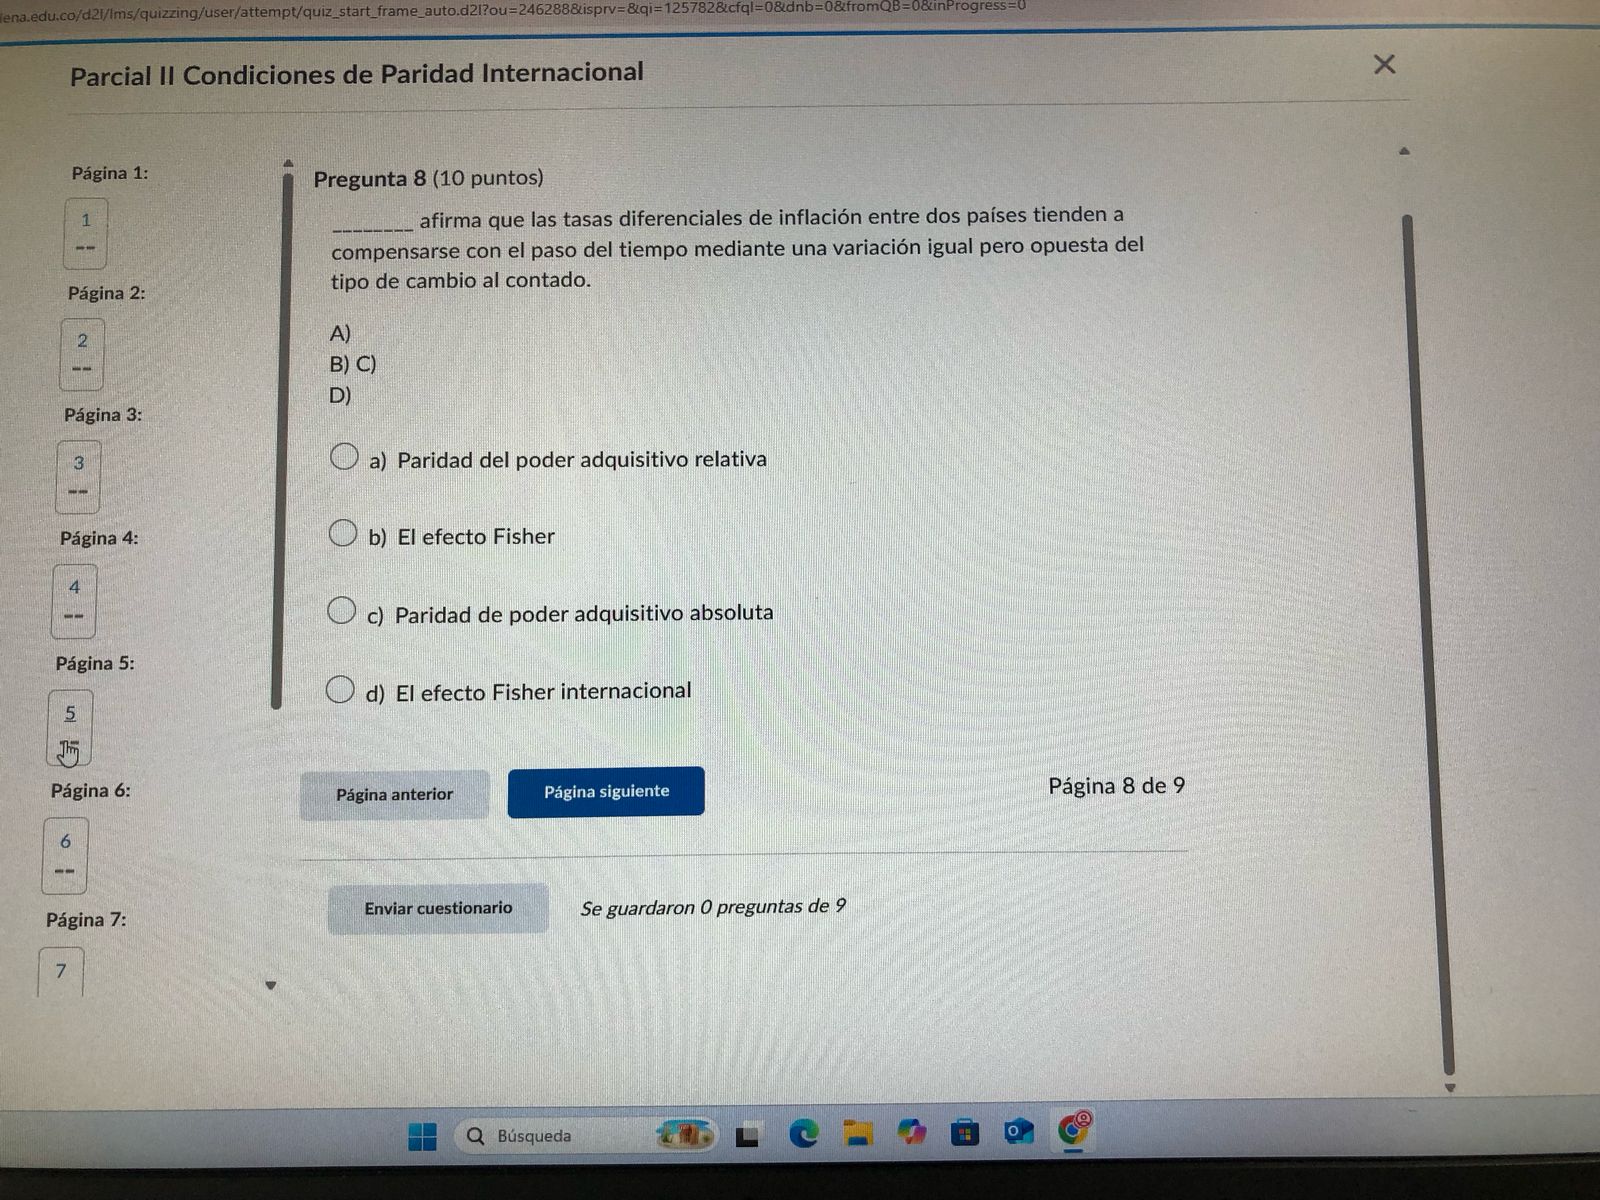 lena.edu.co/d2l/lms/quizzing/user/attempt/quiz_start_frame_auto.d2l?ou=246288&isprv=&qi=125782&cfql=0&dnb=0&fromQB=0&inProgress=0
Parcial II Condiciones de Paridad Internacional
Página 1:
1
--
Página 2:
2
--
Página 3:
3
--
Página 4:
4
--
Página 5:
5
Página 6:
6
--
Página 7:
7
Pregunta 8 (10 puntos)
________ afirma que las tasas diferenciales de inflación entre dos países tienden a
compensarse con el paso del tiempo mediante una variación igual pero opuesta del
tipo de cambio al contado.
A)
B) C)
D)
a) Paridad del poder adquisitivo relativa
b) El efecto Fisher
c) Paridad de poder adquisitivo absoluta
d) El efecto Fisher internacional
Página anterior
Página siguiente
Página 8 de 9
Enviar cuestionario
Se guardaron 0 preguntas de 9
Búsqueda